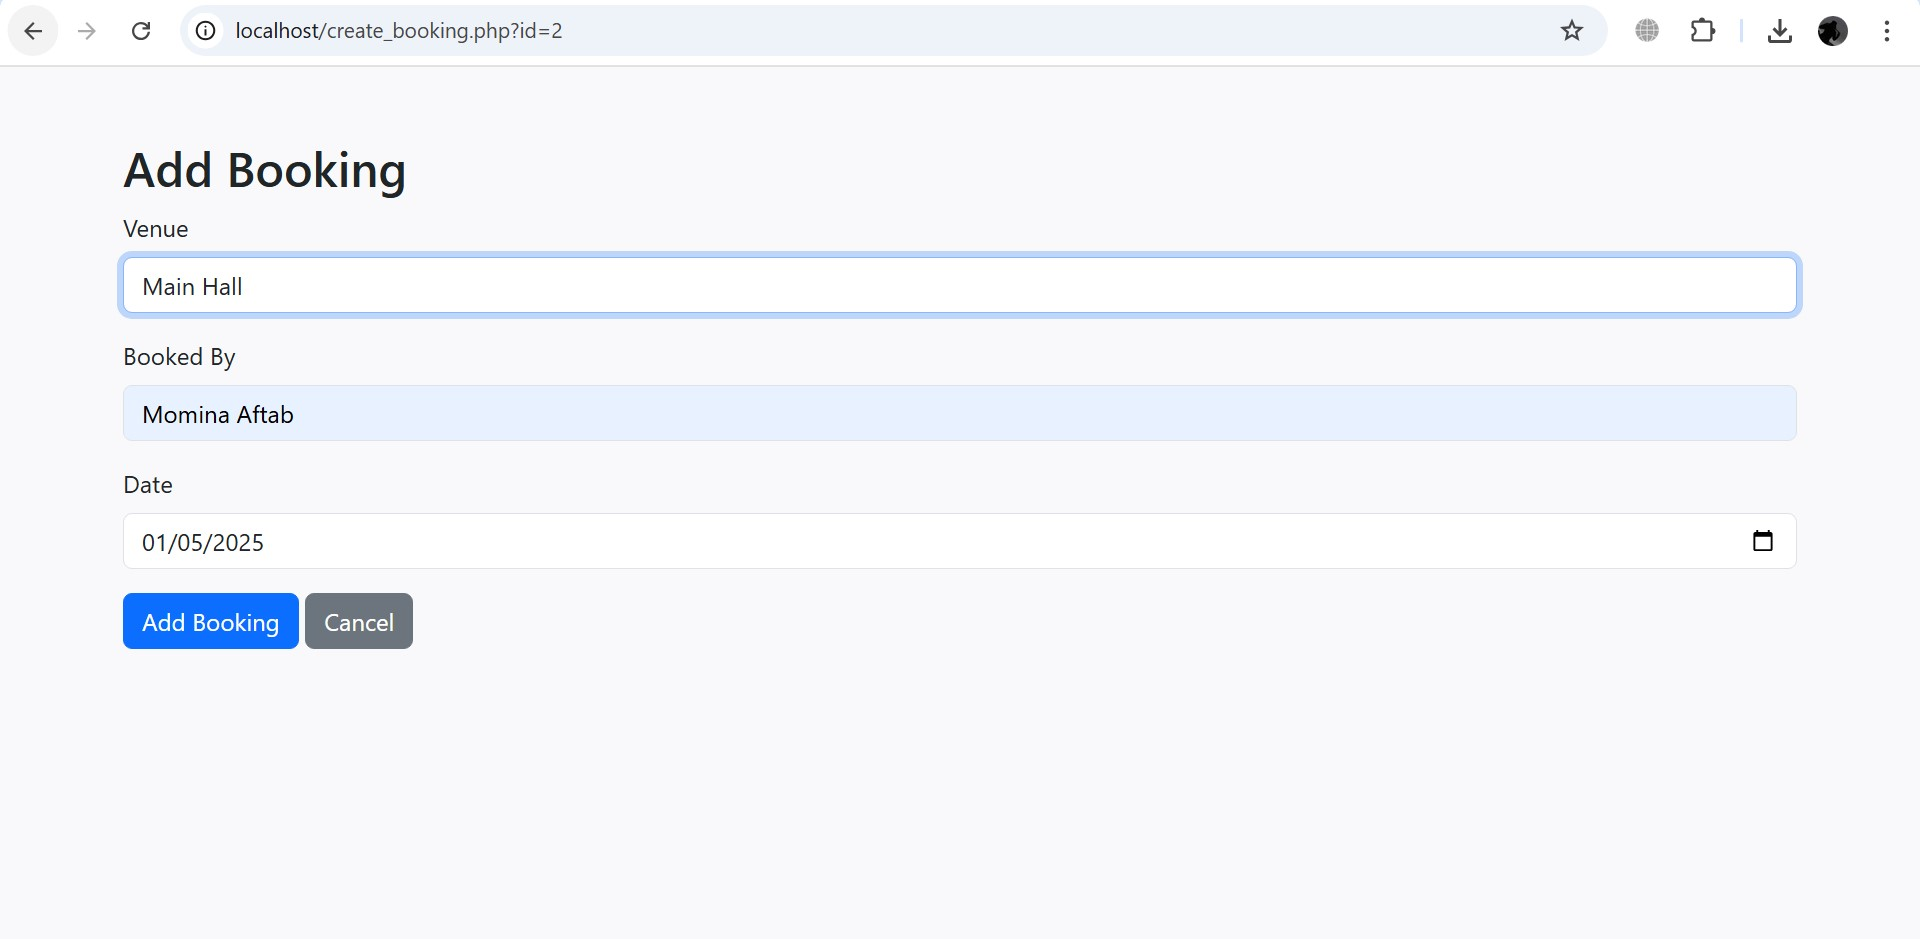 localhost/create_booking.php?id=2
Add Booking
Venue
Main Hall
Booked By
Momina Aftab
Date
01/05/2025
Add Booking Cancel